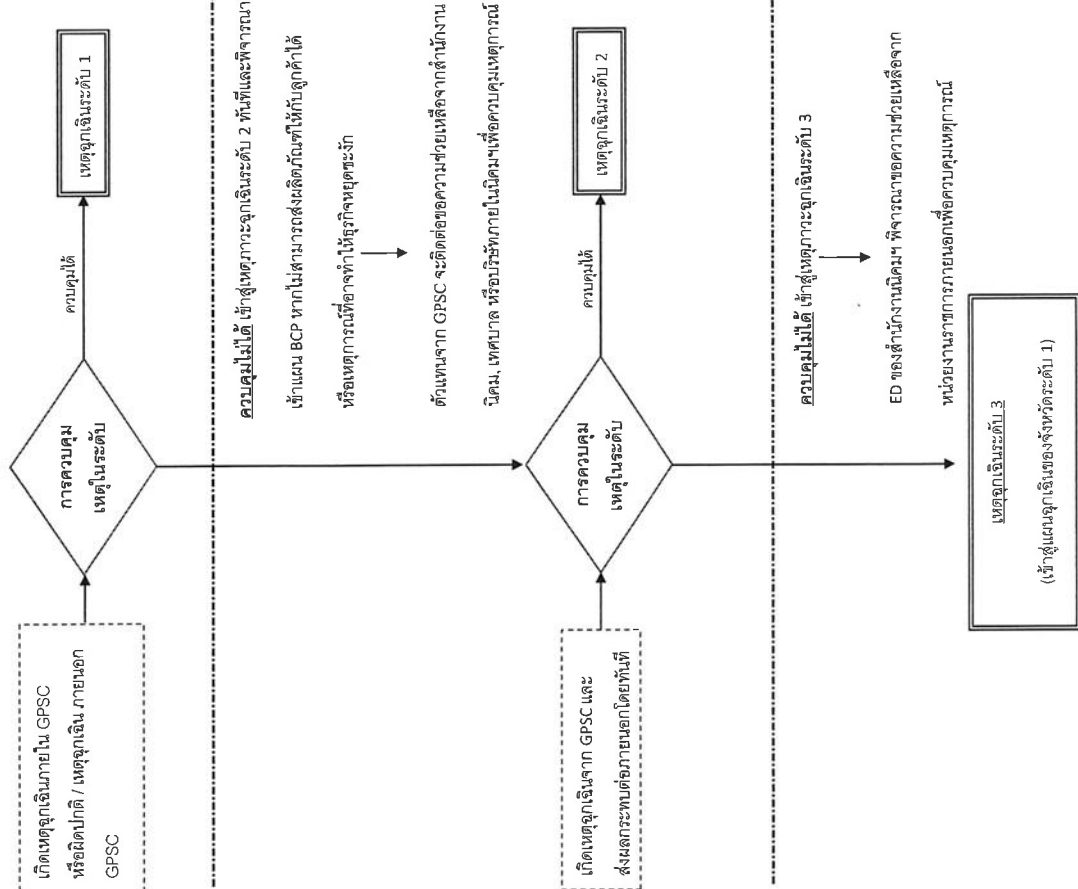 เกิดเหตุฉุกเฉินภายใน GPSC
หรือผิดปกติ / เหตุฉุกเฉิน ภายนอก
GPSC
การควบคุม
เหตุในระดับ
ควบคุมได้
เหตุฉุกเฉินระดับ 1
ควบคุมไม่ได้ เข้าสู่เหตุภาวะฉุกเฉินระดับ 2 ทันทีและพิจารณา
เข้าแผน BCP หากไม่สามารถส่งผลิตภัณฑ์ให้กับลูกค้าได้
หรือเหตุการณ์ที่อาจทำให้ธุรกิจหยุดชะงัก
ตัวแทนจาก GPSC จะติดต่อขอความช่วยเหลือจากสำนักงาน
นิคม, เทศบาล หรือบริษัทภายในนิคมฯเพื่อควบคุมเหตุการณ์
เกิดเหตุฉุกเฉินจาก GPSC และ
ส่งผลกระทบต่อภายนอกโดยทันที
การควบคุม
เหตุในระดับ
ควบคุมได้
เหตุฉุกเฉินระดับ 2
ควบคุมไม่ได้ เข้าสู่เหตุภาวะฉุกเฉินระดับ 3
ED ของสำนักงานนิคมฯ พิจารณาขอความช่วยเหลือจาก
หน่วยงานราชการภายนอกเพื่อควบคุมเหตุการณ์
เหตุฉุกเฉินระดับ 3
(เข้าสู่แผนฉุกเฉินของจังหวัดระดับ 1)